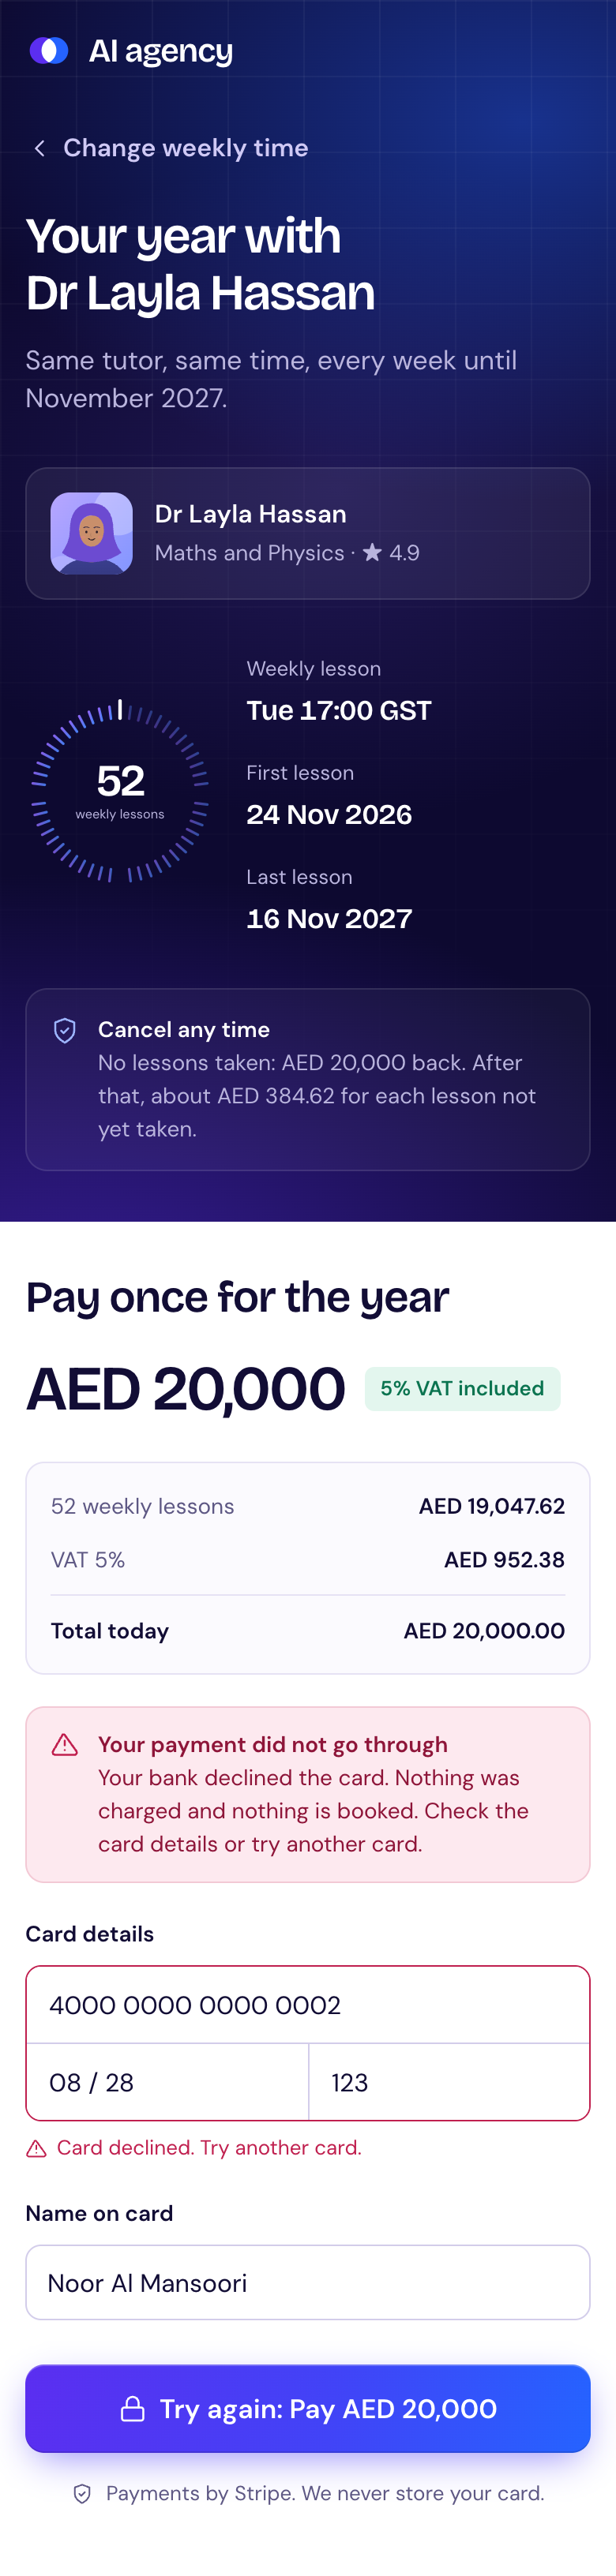 AI agency
Change weekly time
Your year with
Dr Layla Hassan
Same tutor, same time, every week until
November 2027.
Dr Layla Hassan
Maths and Physics · ★ 4.9
52
weekly lessons
Weekly lesson
Tue 17:00 GST
First lesson
24 Nov 2026
Last lesson
16 Nov 2027
Cancel any time
No lessons taken: AED 20,000 back. After
that, about AED 384.62 for each lesson not
yet taken.
Pay once for the year
AED 20,000 5% VAT included
52 weekly lessons AED 19,047.62
VAT 5% AED 952.38
Total today AED 20,000.00
Your payment did not go through
Your bank declined the card. Nothing was
charged and nothing is booked. Check the
card details or try another card.
Card details
4000 0000 0000 0002
08 / 28 123
Card declined. Try another card.
Name on card
Noor Al Mansoori
Try again: Pay AED 20,000
Payments by Stripe. We never store your card.